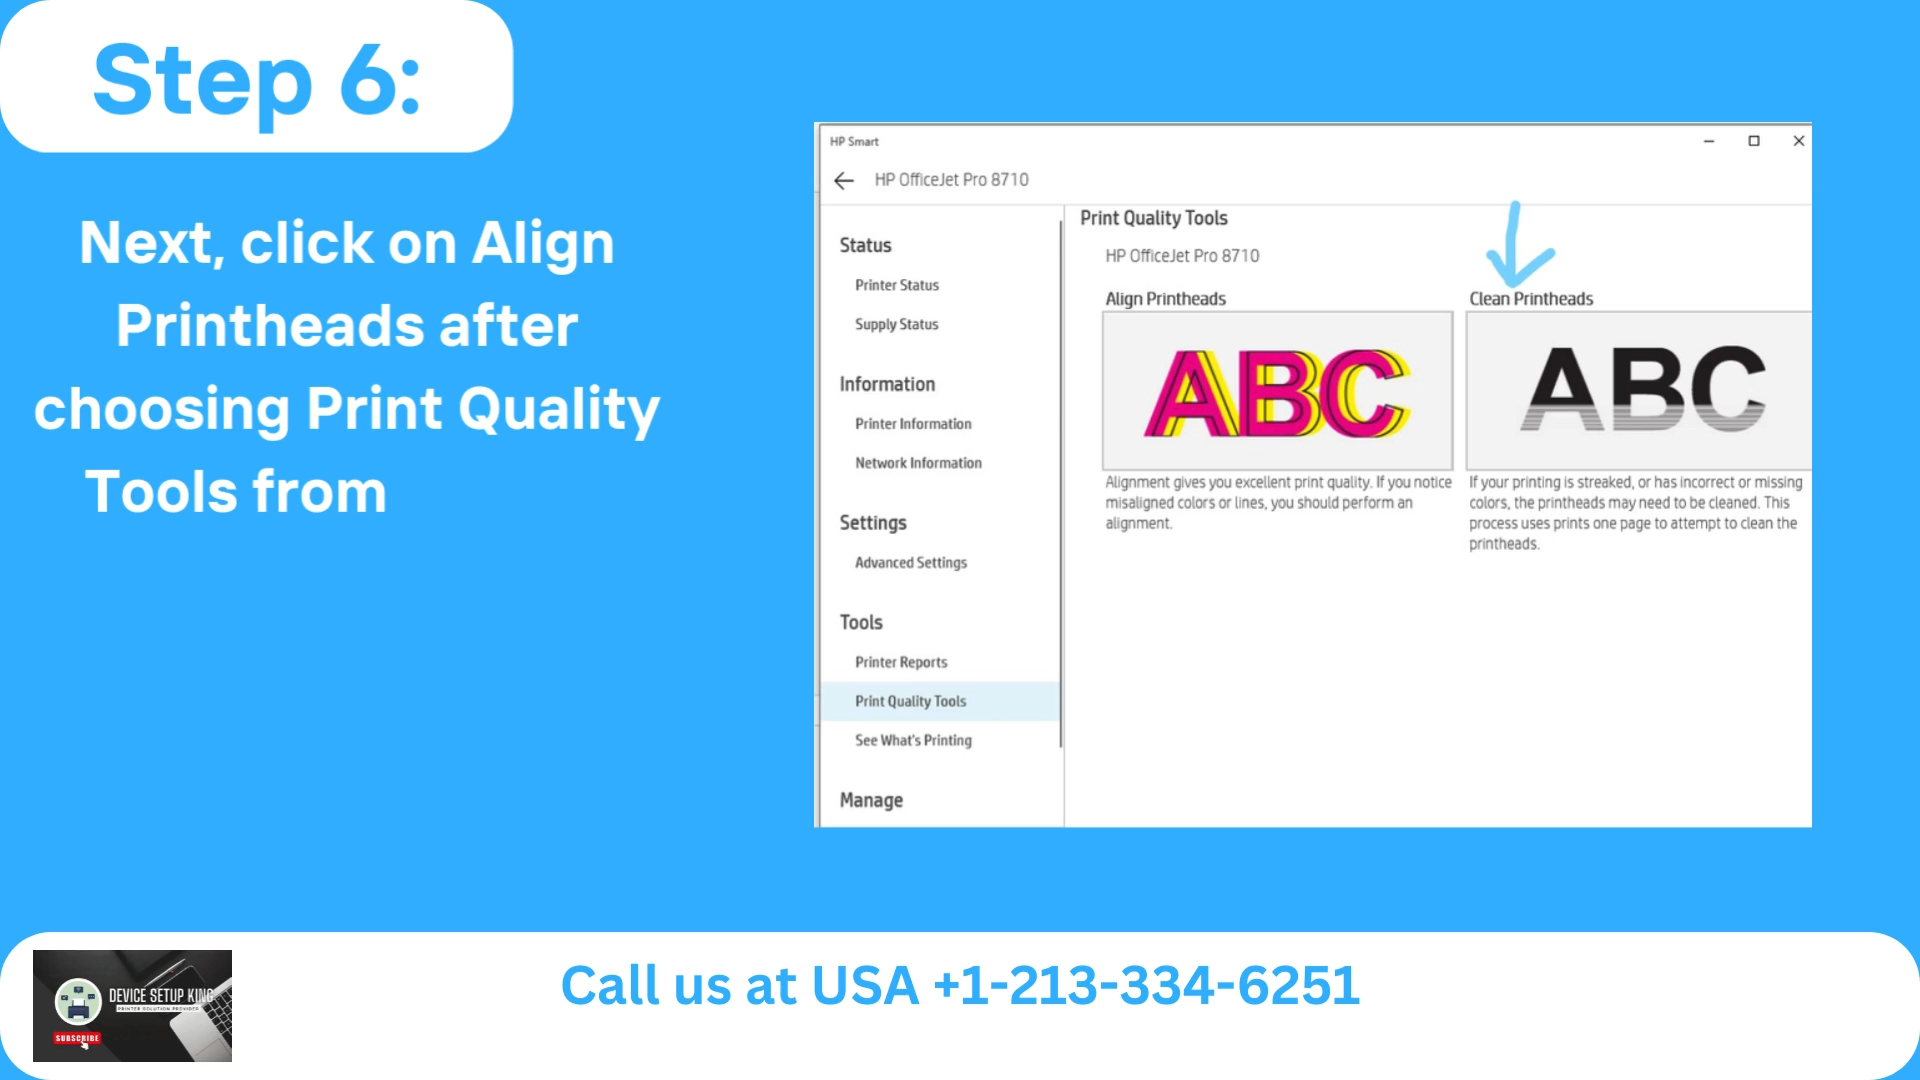 Step 6:
Next, click on Align
Printheads after
choosing Print Quality
Tools from
HP Smart
HP OfficeJet Pro 8710
Status
Printer Status
Supply Status
Information
Printer Information
Network Information
Settings
Advanced Settings
Tools
Printer Reports
Print Quality Tools
See What's Printing
Manage
Print Quality Tools
HP OfficeJet Pro 8710
Align Printheads
ABC
Alignment gives you excellent print quality. If you notice
misaligned colors or lines, you should perform an
alignment.
Clean Printheads
ABC
If your printing is streaked, or has incorrect or missing
colors, the printheads may need to be cleaned. This
process uses prints one page to attempt to clean the
printheads.
DEVICE SETUP KING
PRINTER SOLUTION PROVIDER
SUBSCRIBE
Call us at USA +1-213-334-6251